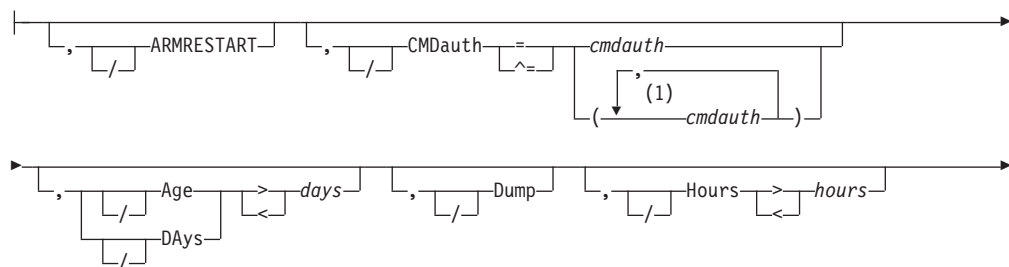 , / ARMRESTART , / CMDauth = cmdauth
^= ,
(1)
( cmdauth )
, / Age > days , / Dump , / Hours > hours
/ DAys < <